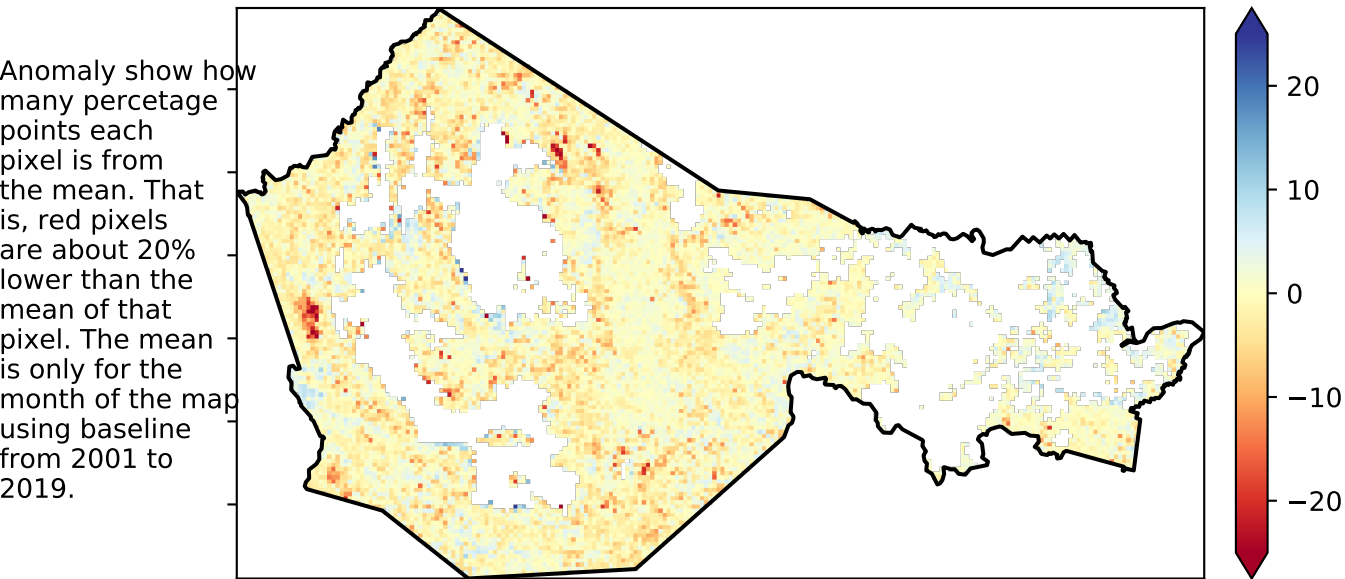 Anomaly show how
many percetage
points each
pixel is from
the mean. That
is, red pixels
are about 20%
lower than the
mean of that
pixel. The mean
is only for the
month of the map
using baseline
from 2001 to
2019.
20
10
0
−10
−20